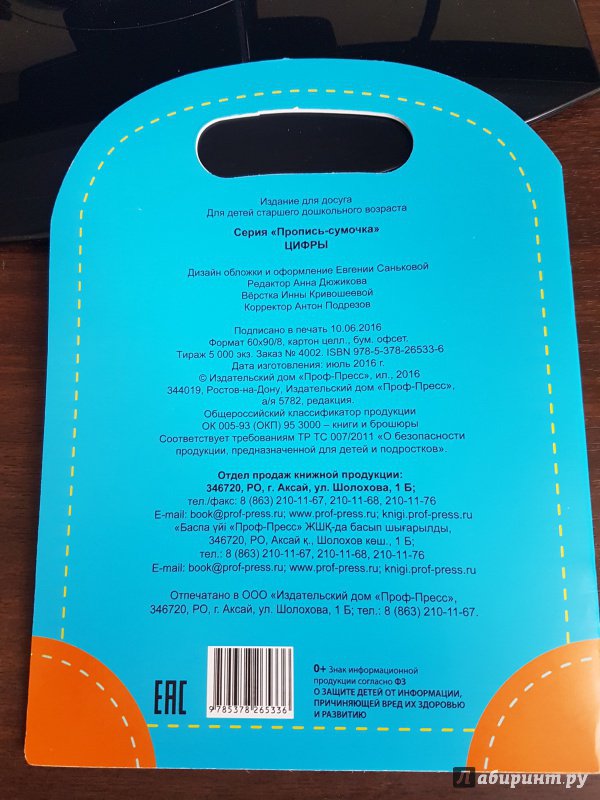 Издание для досуга
Для детей старшего дошкольного возраста
Серия «Пропись-сумочка»
ЦИФРЫ
Дизайн обложки и оформление Евгении Саньковой
Редактор Анна Дюжикова
Вёрстка Инны Кривошеевой
Корректор Антон Подрезов
Подписано в печать 10.06.2016
Формат 60х90/8, картон целл., бум. офсет.
Тираж 5 000 экз. Заказ № 4002. ISBN 978-5-378-26533-6
Дата изготовления: июль 2016 г.
© Издательский дом «Проф-Пресс», ил., 2016
344019, Ростов-на-Дону, Издательский дом «Проф-Пресс»,
а/я 5782, редакция.
Общероссийский классификатор продукции
ОК 005-93 (ОКП) 95 3000 – книги и брошюры
Соответствует требованиям ТР ТС 007/2011 «О безопасности
продукции, предназначенной для детей и подростков».
Отдел продаж книжной продукции:
346720, РО, г. Аксай, ул. Шолохова, 1 Б;
тел./факс: 8 (863) 210-11-67, 210-11-68, 210-11-76
E-mail: book@prof-press.ru; www.prof-press.ru; knigi.prof-press.ru
«Баспа үйі «Проф-Пресс» ЖШҚ-да басып шығарылды,
346720, РО, Аксай қ., Шолохов көш., 1 Б;
тел.: 8 (863) 210-11-67, 210-11-68, 210-11-76
E-mail: book@prof-press.ru; www.prof-press.ru; knigi.prof-press.ru
Отпечатано в ООО «Издательский дом «Проф-Пресс»,
346720, РО, г. Аксай, ул. Шолохова, 1 Б; тел.: 8 (863) 210-11-67.
EAC
9 785378 265336
0+ Знак информационной
продукции согласно ФЗ
О ЗАЩИТЕ ДЕТЕЙ ОТ ИНФОРМАЦИИ,
ПРИЧИНЯЮЩЕЙ ВРЕД ИХ ЗДОРОВЬЮ
И РАЗВИТИЮ
Лабиринт.ру